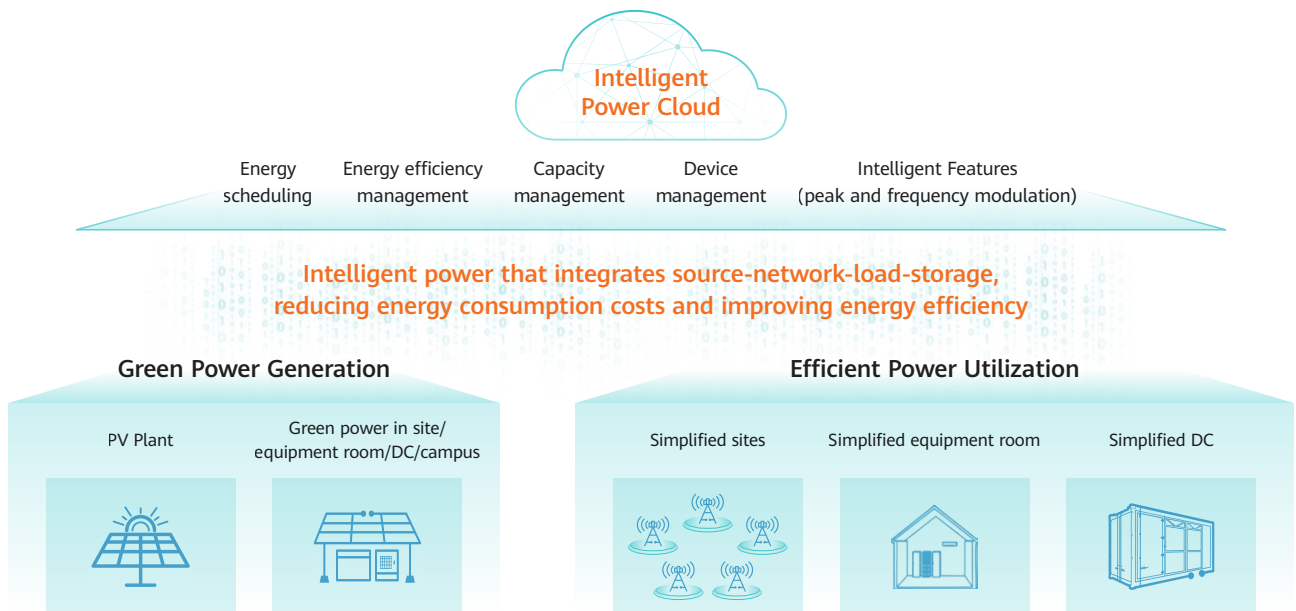 Intelligent
Power Cloud
Energy
scheduling
Energy efficiency
management
Capacity
management
Device
management
Intelligent Features
(peak and frequency modulation)
Intelligent power that integrates source-network-load-storage,
reducing energy consumption costs and improving energy efficiency
Green Power Generation
PV Plant
Green power in site/
equipment room/DC/campus
Efficient Power Utilization
Simplified sites
Simplified equipment room
Simplified DC